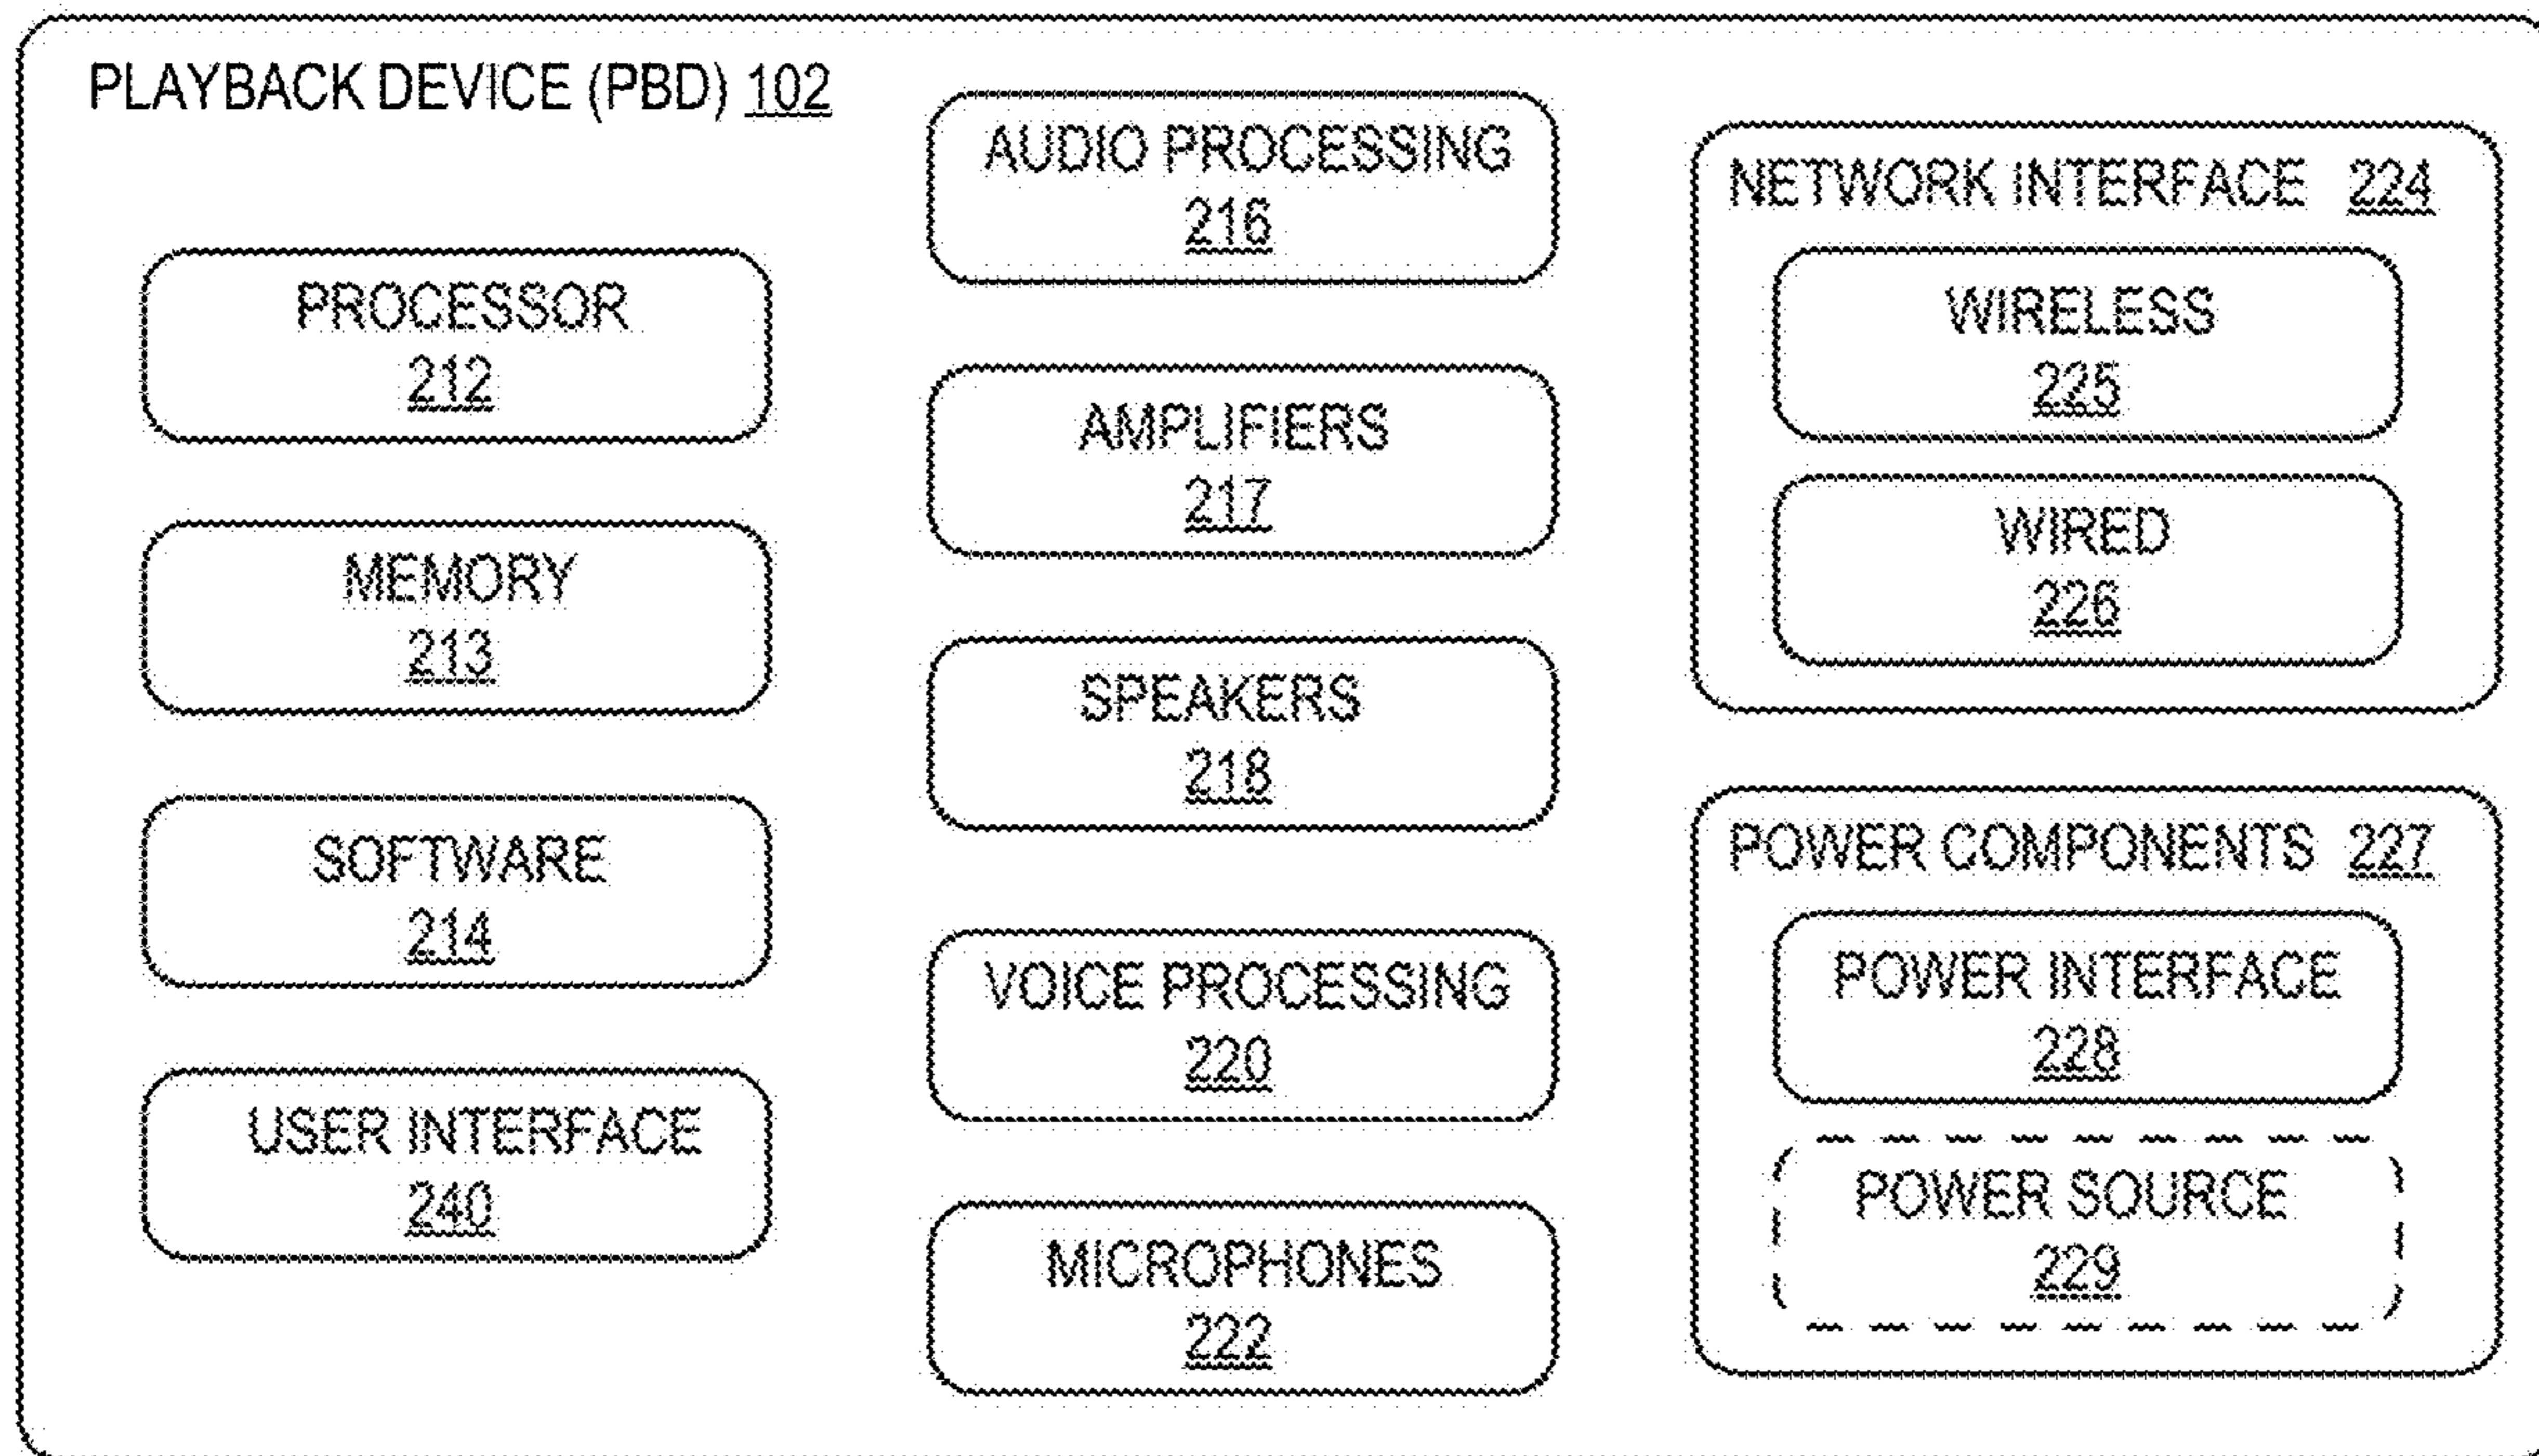 PLAYBACK DEVICE (PBD) 102
PROCESSOR
212
MEMORY
213
SOFTWARE
214
USER INTERFACE
240
AUDIO PROCESSING
216
AMPLIFIERS
217
SPEAKERS
218
VOICE PROCESSING
220
MICROPHONES
222
NETWORK INTERFACE 224
WIRELESS
225
WIRED
226
POWER COMPONENTS 227
POWER INTERFACE
228
POWER SOURCE
229